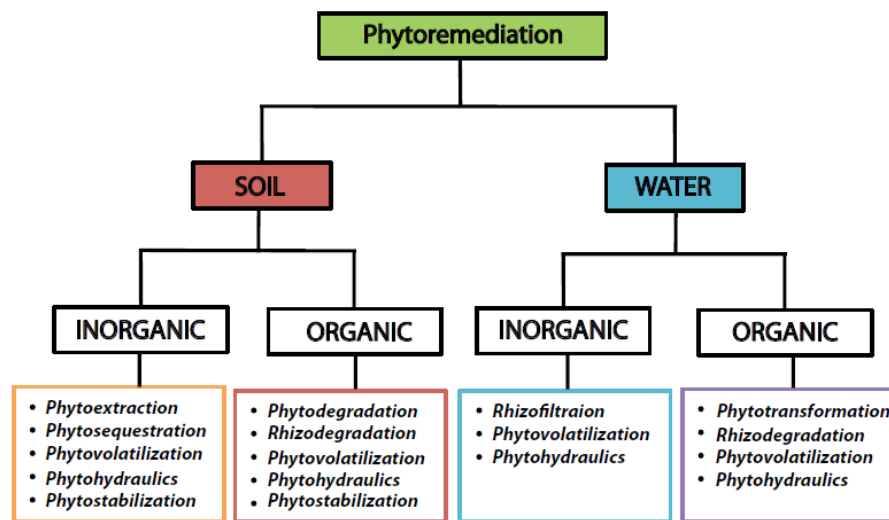 Phytoremediation
SOIL
WATER
INORGANIC
ORGANIC
INORGANIC
ORGANIC
• Phytoextraction
• Phytosequestration
• Phytovolatilization
• Phytohydraulics
• Phytostabilization
• Phytodegradation
• Rhizodegradation
• Phytovolatilization
• Phytohydraulics
• Phytostabilization
• Rhizofiltraion
• Phytovolatilization
• Phytohydraulics
• Phytotransformation
• Rhizodegradation
• Phytovolatilization
• Phytohydraulics